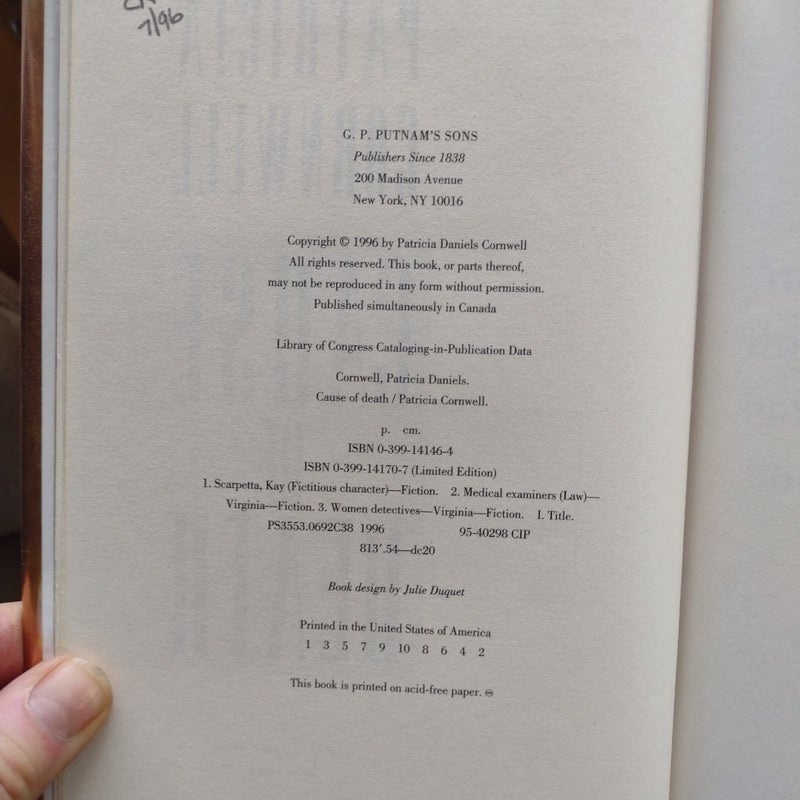 7/96
G. P. PUTNAM'S SONS
Publishers Since 1838
200 Madison Avenue
New York, NY 10016
Copyright © 1996 by Patricia Daniels Cornwell
All rights reserved. This book, or parts thereof,
may not be reproduced in any form without permission.
Published simultaneously in Canada
Library of Congress Cataloging-in-Publication Data
Cornwell, Patricia Daniels.
Cause of death / Patricia Cornwell.
p. cm.
ISBN 0-399-14146-4
ISBN 0-399-14170-7 (Limited Edition)
1. Scarpetta, Kay (Fictitious character)—Fiction. 2. Medical examiners (Law)—
Virginia—Fiction. 3. Women detectives—Virginia—Fiction. I. Title.
PS3553.0692C38 1996 95-40298 CIP
813'.54—dc20
Book design by Julie Duquet
Printed in the United States of America
1 3 5 7 9 10 8 6 4 2
This book is printed on acid-free paper. ♾